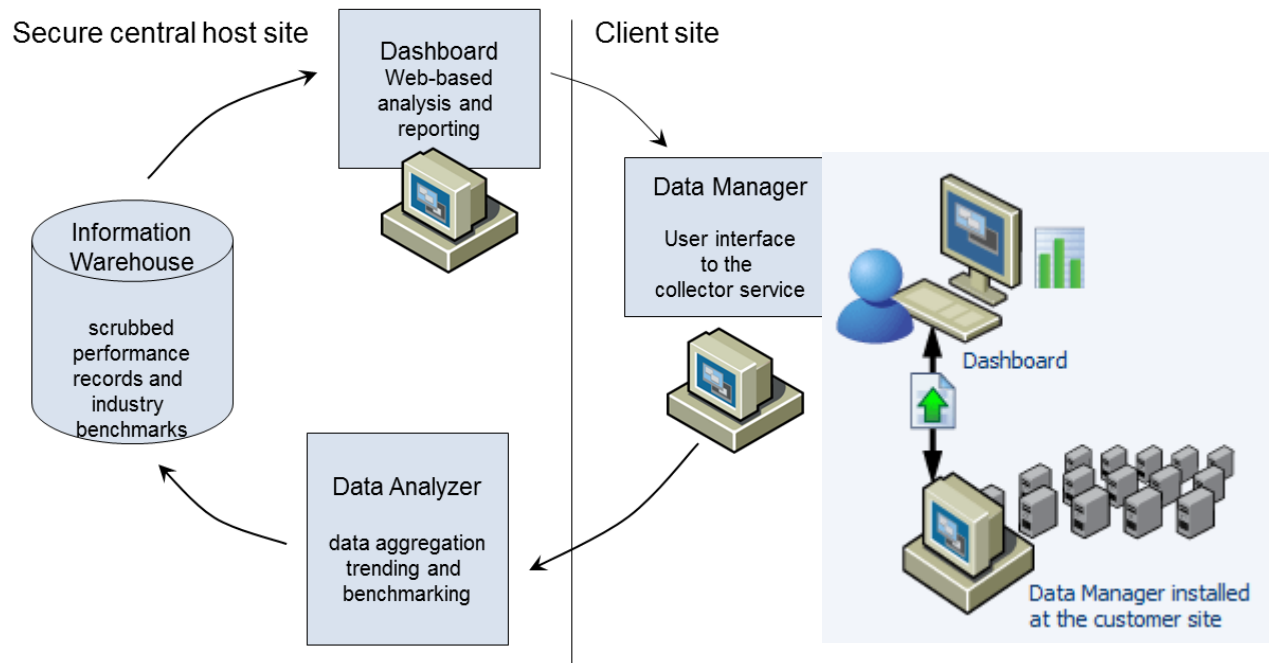 Secure central host site
Client site
Dashboard
Web-based
analysis and
reporting
Data Manager
User interface
to the
collector service
Information
Warehouse
scrubbed
performance
records and
industry
benchmarks
Data Analyzer
data aggregation
trending and
benchmarking
Dashboard
Data Manager installed
at the customer site